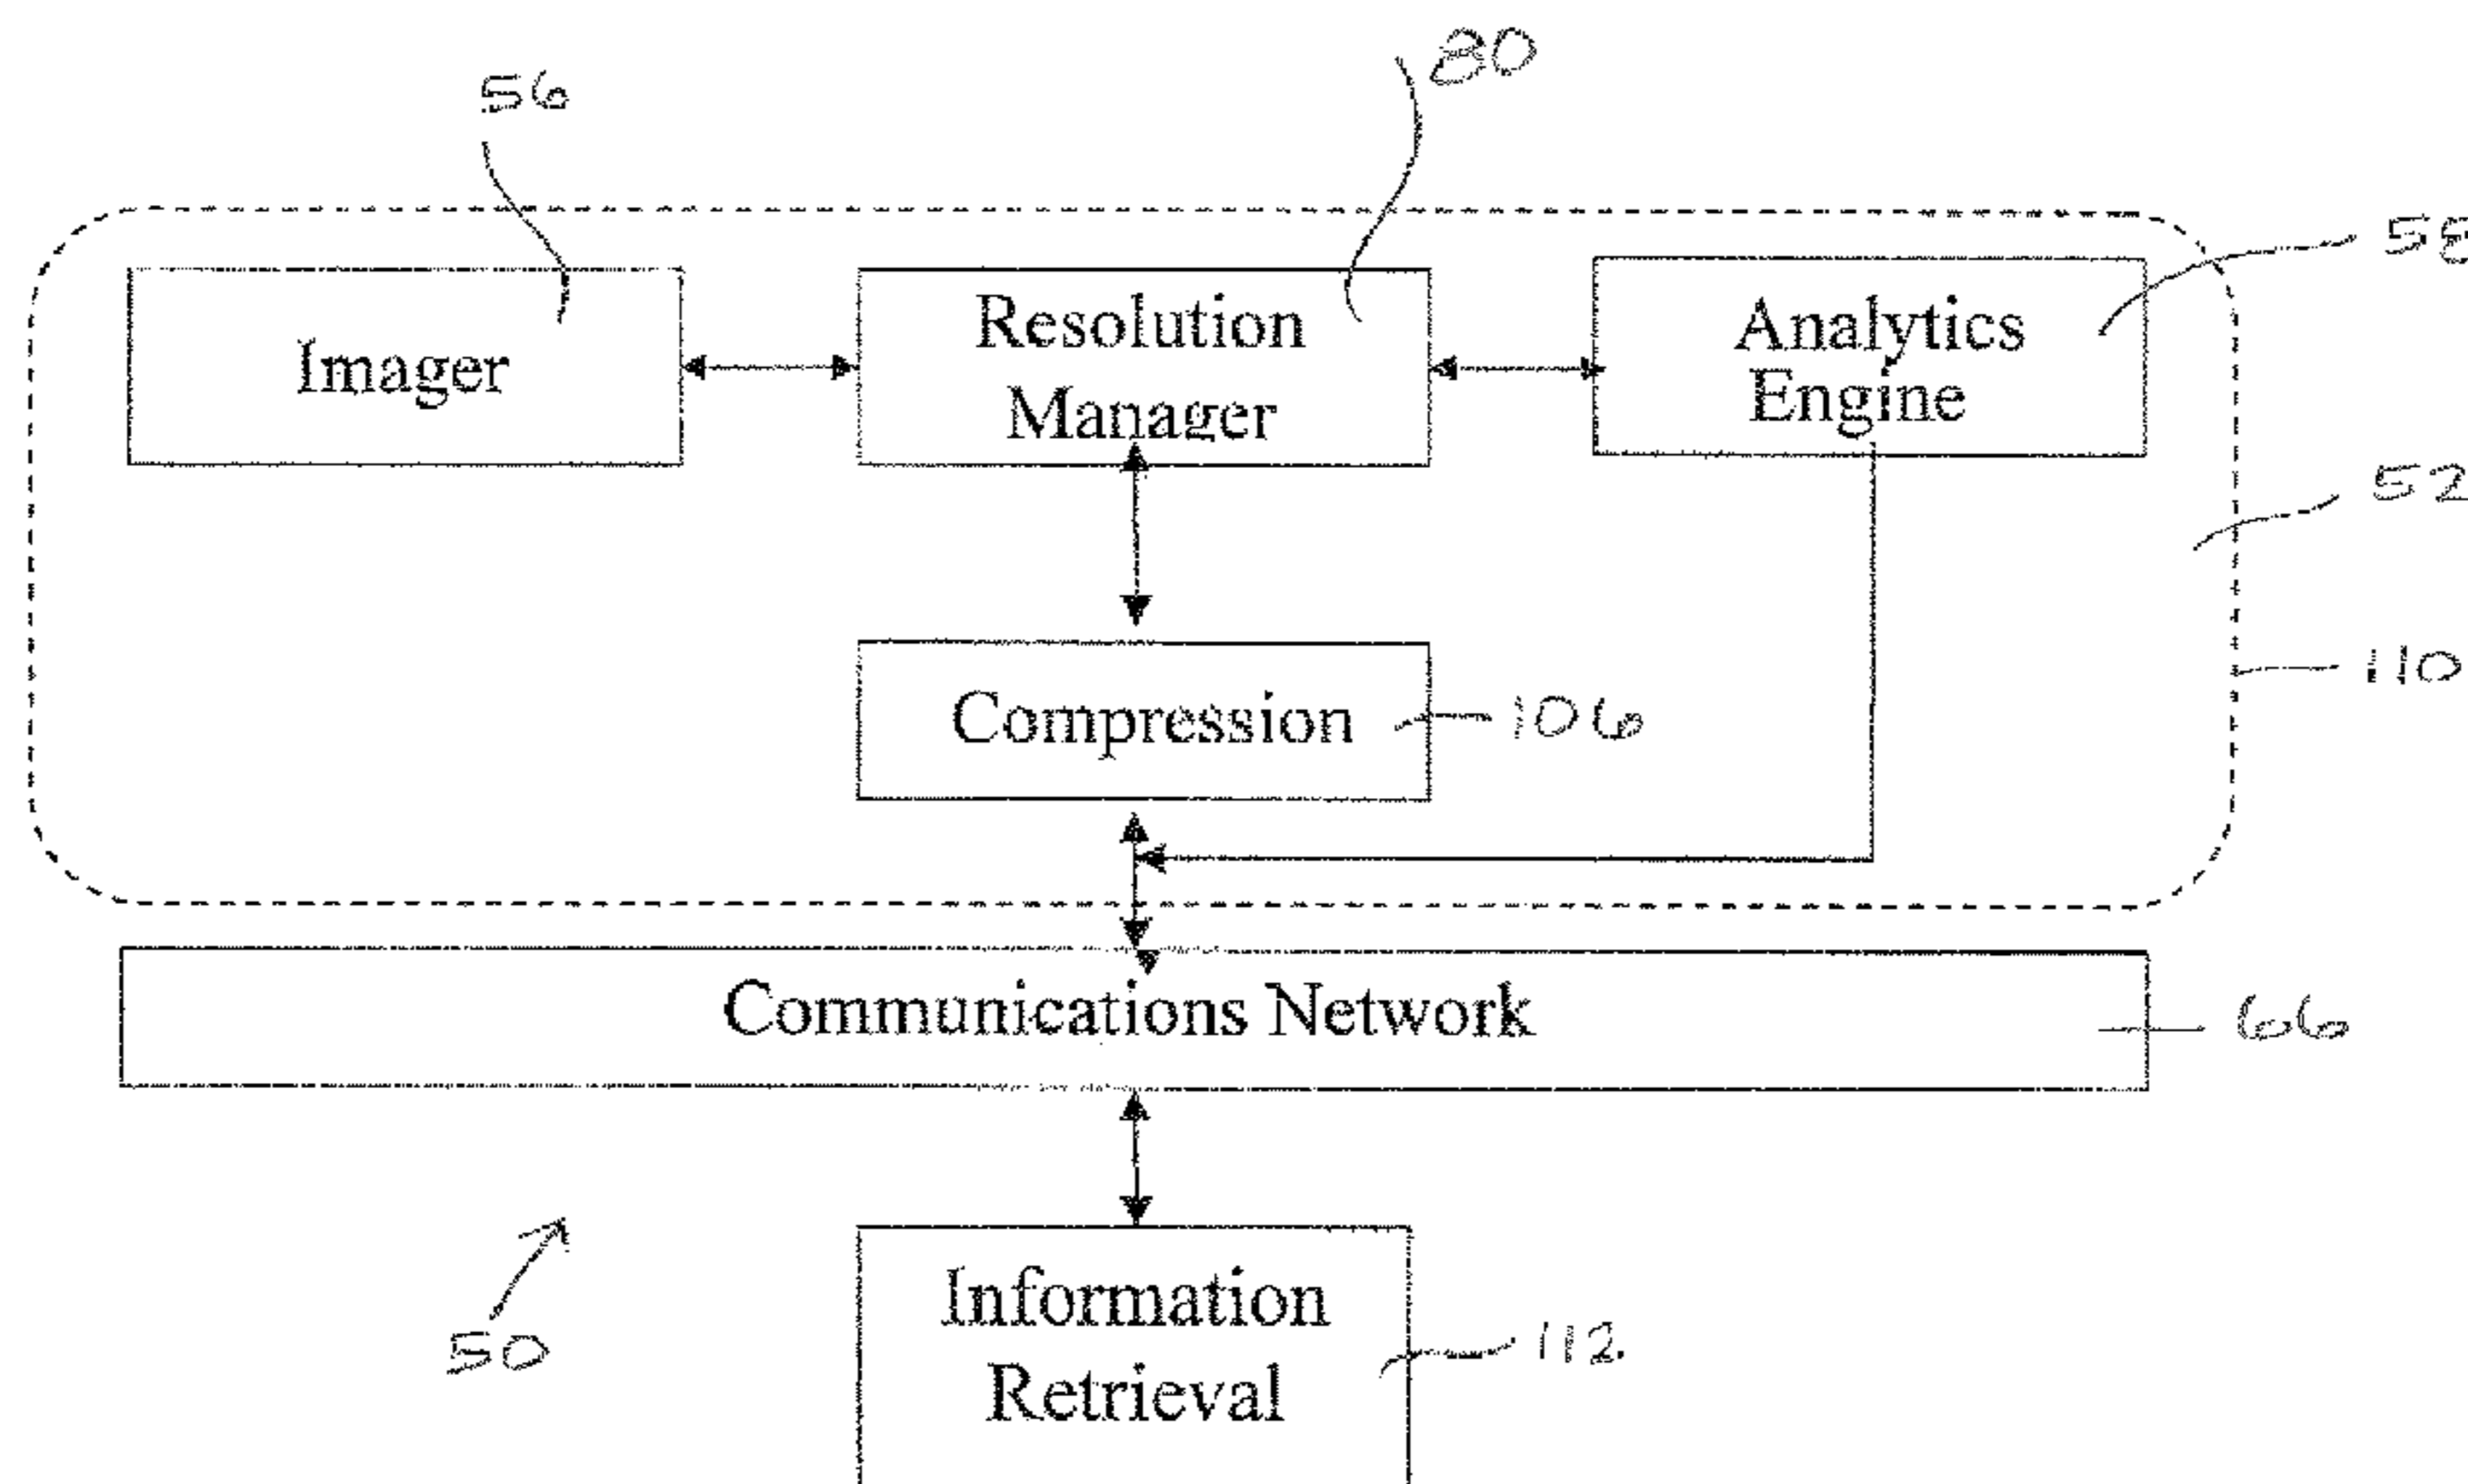 56
80
58
Imager
Resolution
Manager
Analytics
Engine
52
110
Compression
106
Communications Network
66
50
Information
Retrieval
112